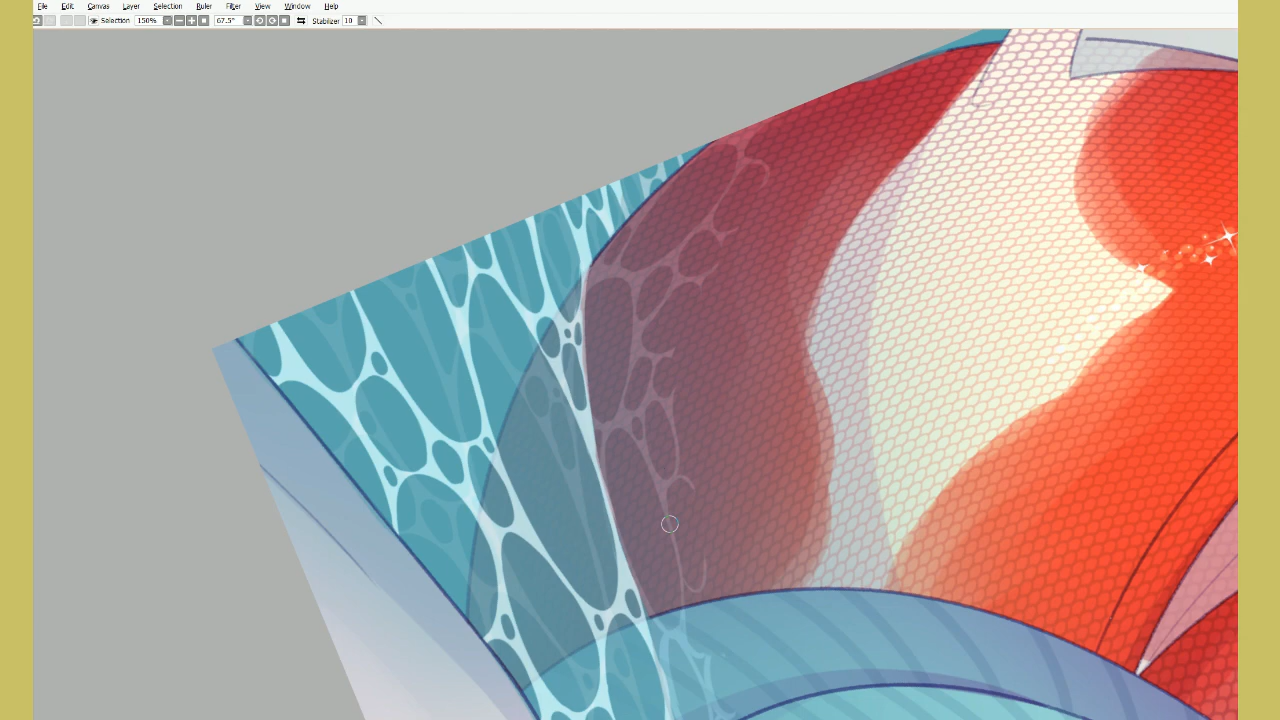 File Edit Canvas Layer Selection Ruler Filter View Window Help
Selection 150% 67.5° Stabilizer 10